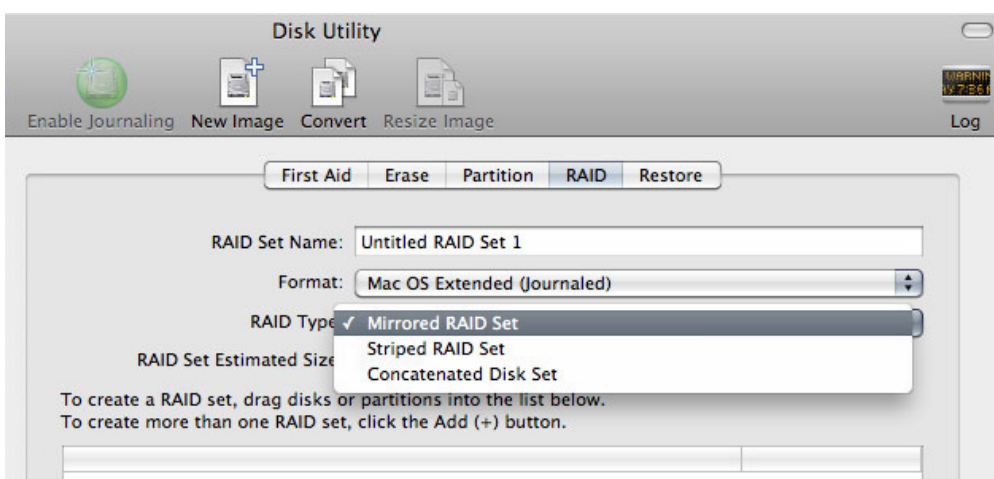 Disk Utility
Enable Journaling New Image Convert Resize Image Log
First Aid Erase Partition RAID Restore
RAID Set Name: Untitled RAID Set 1
Format: Mac OS Extended (Journaled)
RAID Type ✓ Mirrored RAID Set
Striped RAID Set
RAID Set Estimated Size
Concatenated Disk Set
To create a RAID set, drag disks or partitions into the list below.
To create more than one RAID set, click the Add (+) button.